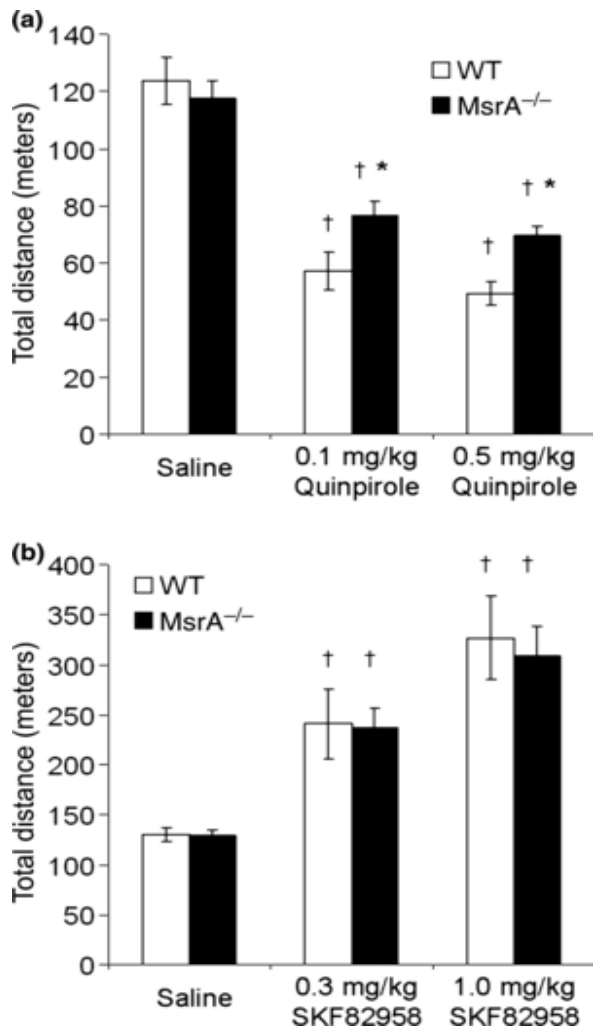 (a)
Total distance (meters)
140
120
100
80
60
40
20
0
WT
MsrA⁻/⁻
†
† *
†
† *
Saline
0.1 mg/kg
Quinpirole
0.5 mg/kg
Quinpirole
(b)
Total distance (meters)
400
350
300
250
200
150
100
50
0
WT
MsrA⁻/⁻
†
†
†
†
Saline
0.3 mg/kg
SKF82958
1.0 mg/kg
SKF82958